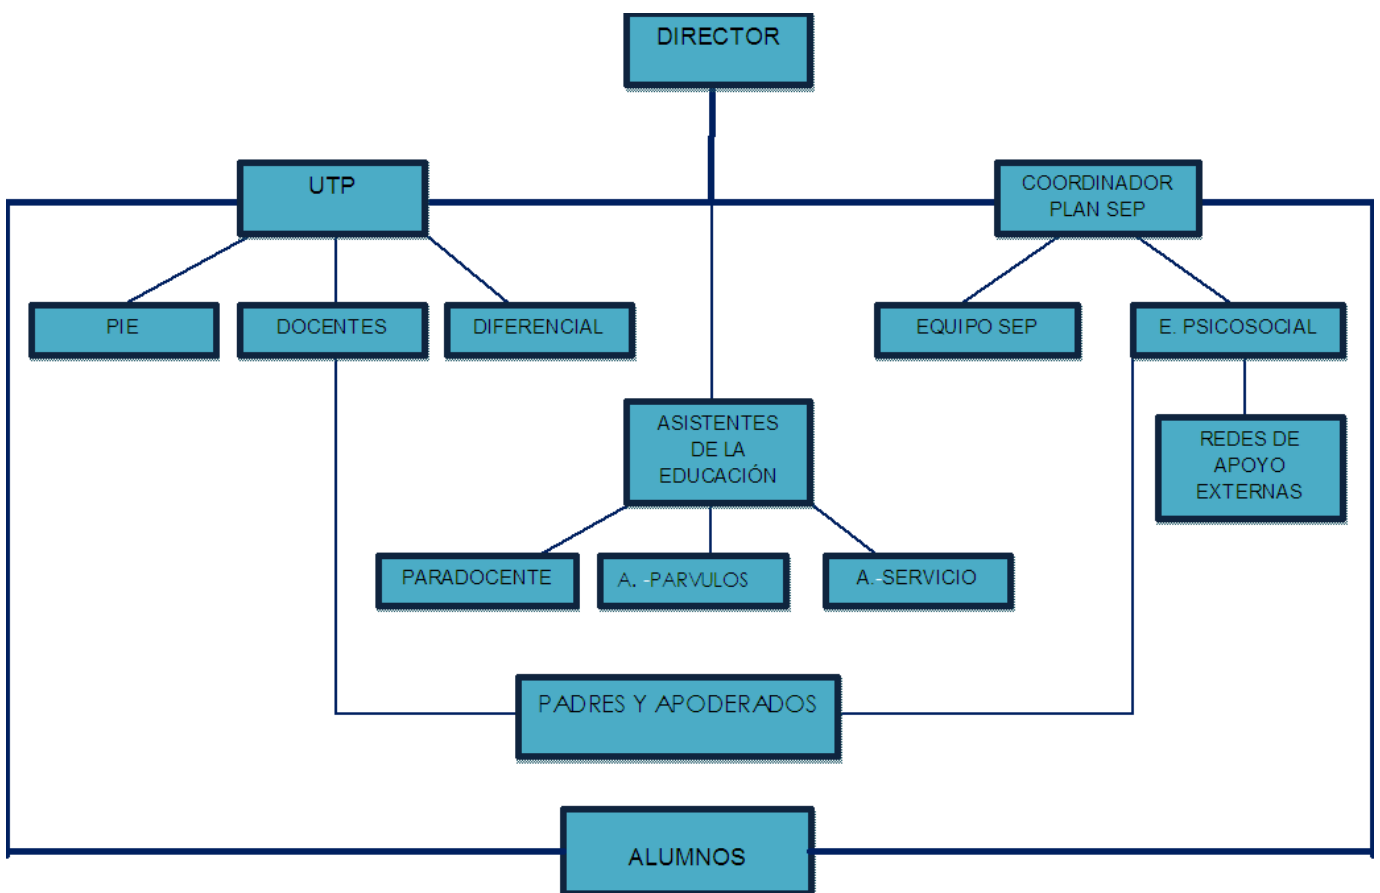 DIRECTOR
UTP
COORDINADOR
PLAN SEP
PIE
DOCENTES
DIFERENCIAL
EQUIPO SEP
E. PSICOSOCIAL
ASISTENTES
DE LA
EDUCACIÓN
REDES DE
APOYO
EXTERNAS
PARADOCENTE
A. -PARVULOS
A.-SERVICIO
PADRES Y APODERADOS
ALUMNOS